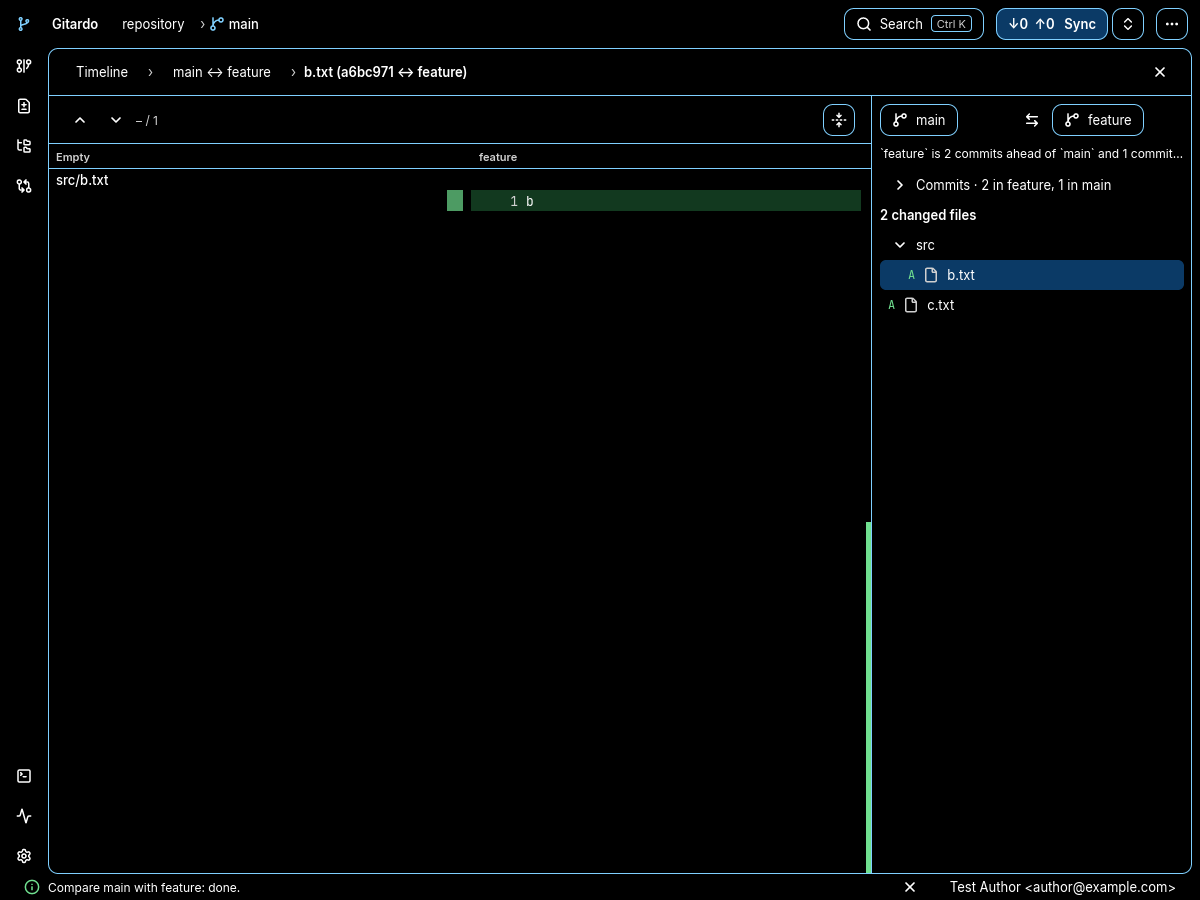 Gitardo repository › main Search Ctrl K ↓0 ↑0 Sync
Timeline › main ↔ feature › b.txt (a6bc971 ↔ feature)
– / 1
main feature
Empty feature
`feature` is 2 commits ahead of `main` and 1 commit...
src/b.txt
Commits · 2 in feature, 1 in main
1 b
2 changed files
src
A b.txt
A c.txt
Compare main with feature: done. Test Author <author@example.com>